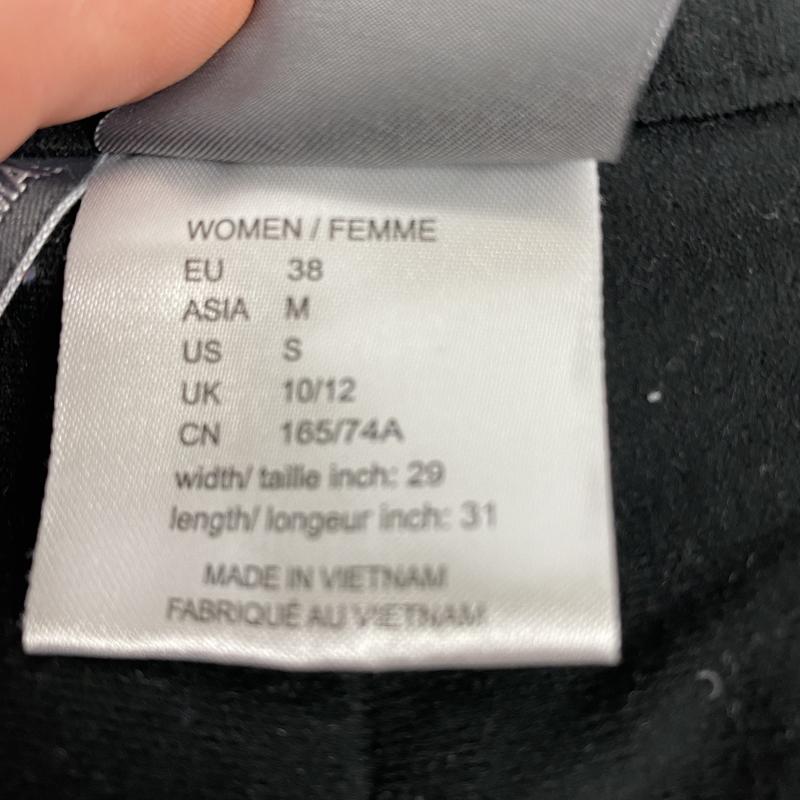 WOMEN / FEMME
EU 38
ASIA M
US S
UK 10/12
CN 165/74A
width/ taille inch: 29
length/ longeur inch: 31
MADE IN VIETNAM
FABRIQUÉ AU VIETNAM